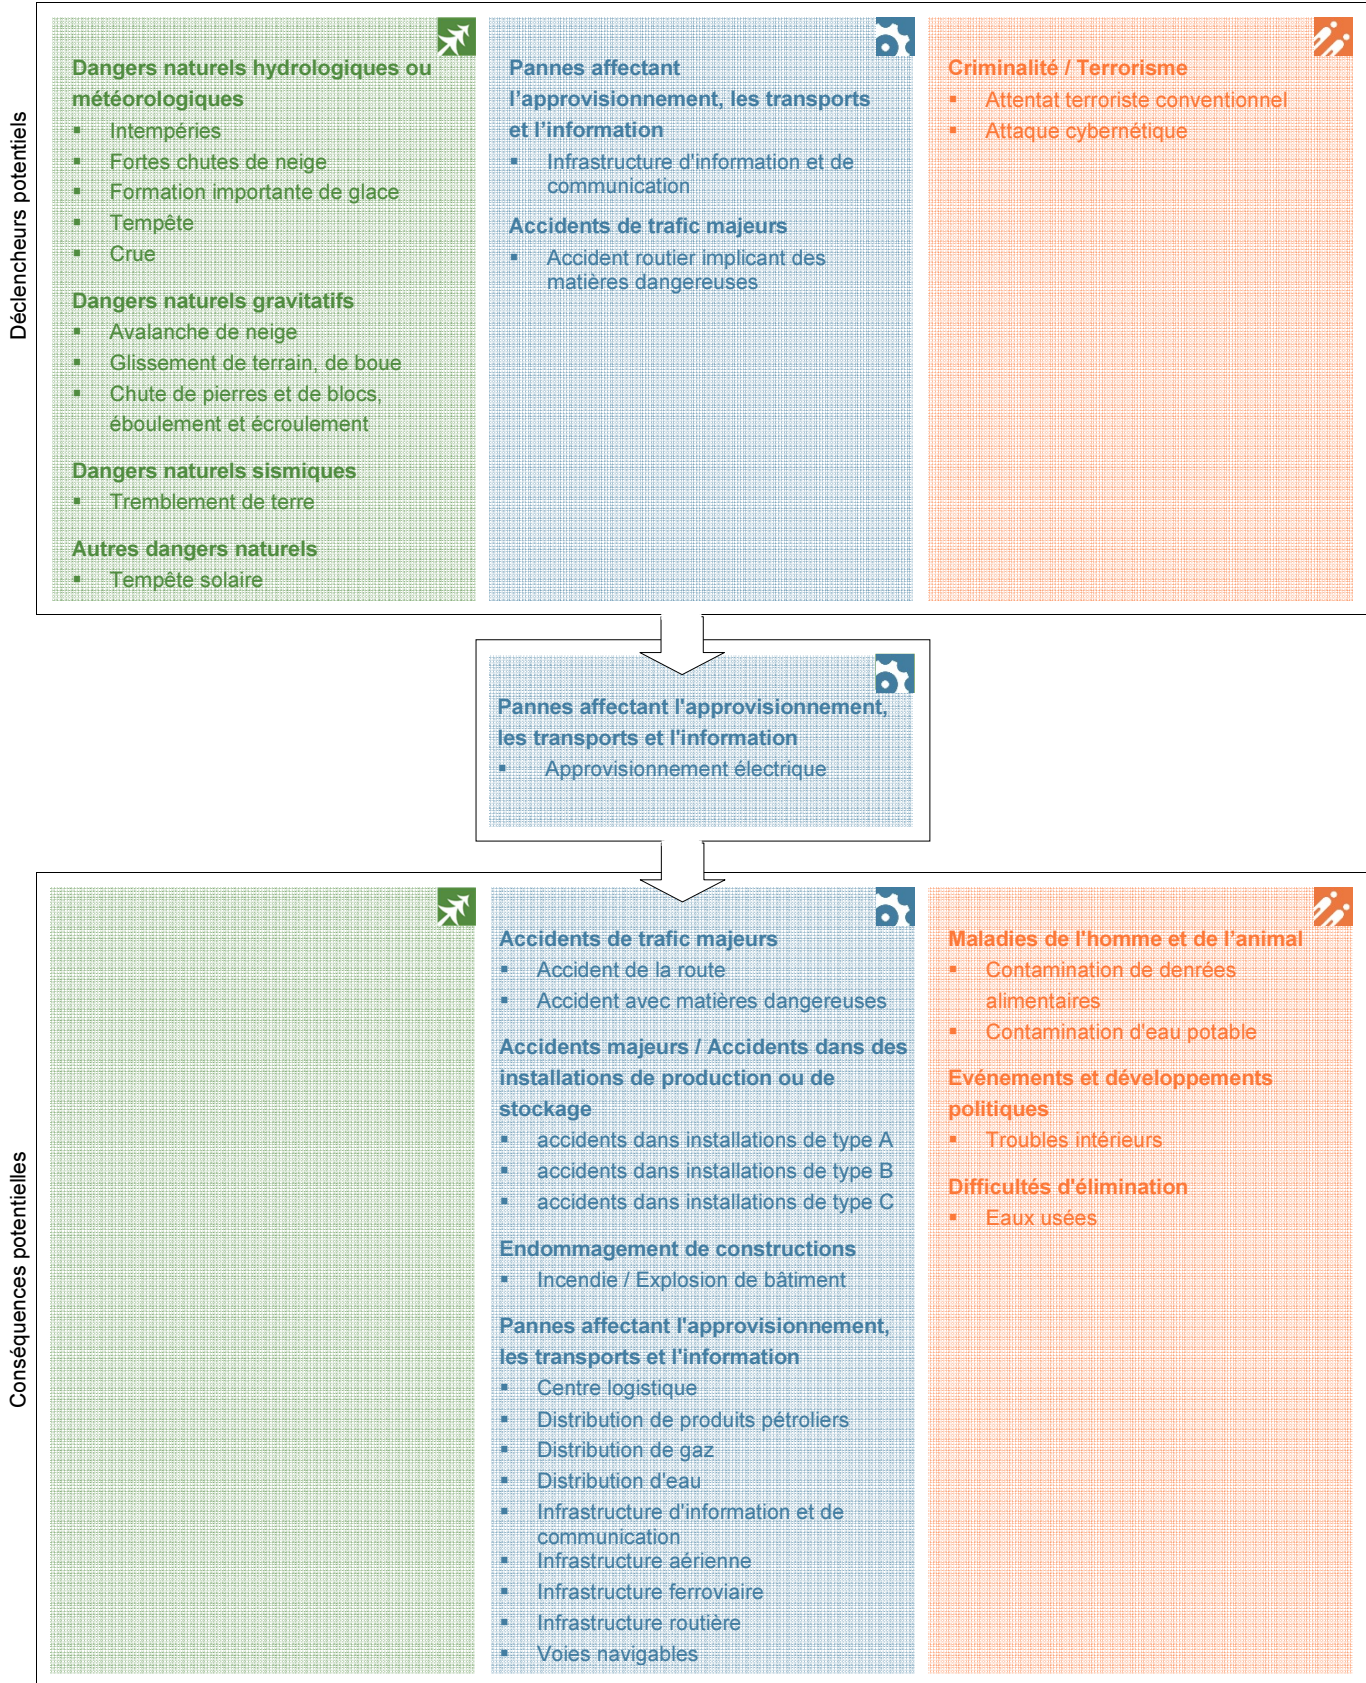 Déclencheurs potentiels
Dangers naturels hydrologiques ou
météorologiques
▪ Intempéries
▪ Fortes chutes de neige
▪ Formation importante de glace
▪ Tempête
▪ Crue
Dangers naturels gravitatifs
▪ Avalanche de neige
▪ Glissement de terrain, de boue
▪ Chute de pierres et de blocs,
éboulement et écroulement
Dangers naturels sismiques
▪ Tremblement de terre
Autres dangers naturels
▪ Tempête solaire
Pannes affectant
l’approvisionnement, les transports
et l’information
▪ Infrastructure d'information et de
communication
Accidents de trafic majeurs
▪ Accident routier implicant des
matières dangereuses
Criminalité / Terrorisme
▪ Attentat terroriste conventionnel
▪ Attaque cybernétique
Pannes affectant l'approvisionnement,
les transports et l'information
▪ Approvisionnement électrique
Conséquences potentielles
Accidents de trafic majeurs
▪ Accident de la route
▪ Accident avec matières dangereuses
Accidents majeurs / Accidents dans des
installations de production ou de
stockage
▪ accidents dans installations de type A
▪ accidents dans installations de type B
▪ accidents dans installations de type C
Endommagement de constructions
▪ Incendie / Explosion de bâtiment
Pannes affectant l'approvisionnement,
les transports et l'information
▪ Centre logistique
▪ Distribution de produits pétroliers
▪ Distribution de gaz
▪ Distribution d'eau
▪ Infrastructure d'information et de
communication
▪ Infrastructure aérienne
▪ Infrastructure ferroviaire
▪ Infrastructure routière
▪ Voies navigables
Maladies de l'homme et de l’animal
▪ Contamination de denrées
alimentaires
▪ Contamination d'eau potable
Evénements et développements
politiques
▪ Troubles intérieurs
Difficultés d'élimination
▪ Eaux usées